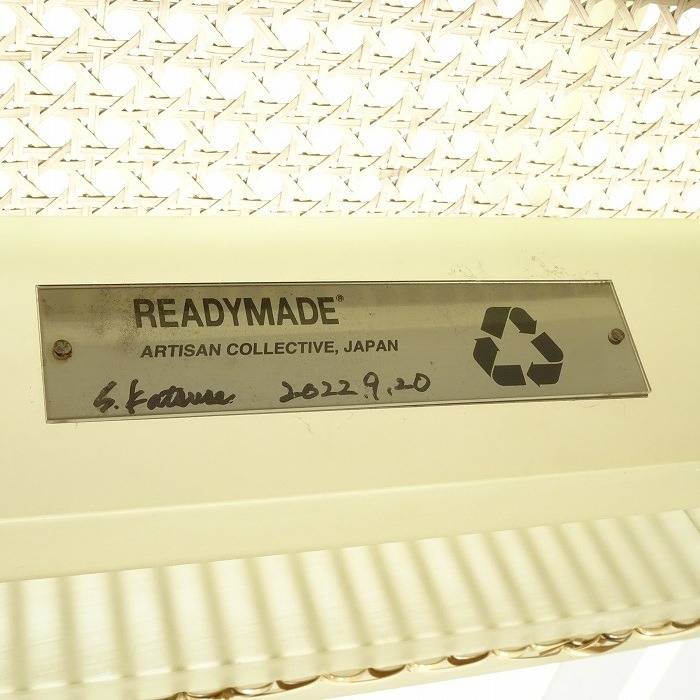 READYMADE®
ARTISAN COLLECTIVE, JAPAN
S. 2022.9.20